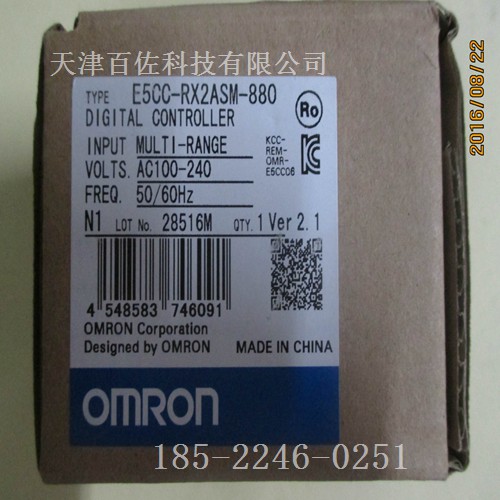 天津百佐科技有限公司
2016/08/22
TYPE E5CC-RX2ASM-880
DIGITAL CONTROLLER
Ro
INPUT MULTI-RANGE
VOLTS. AC100-240
FREQ. 50/60Hz
KCC-
REM-
OMR-
E5CC06
N1 LOT No. 28516M QTY. 1 Ver 2.1
4 548583 746091
OMRON Corporation
Designed by OMRON
MADE IN CHINA
OMRON
185-2246-0251